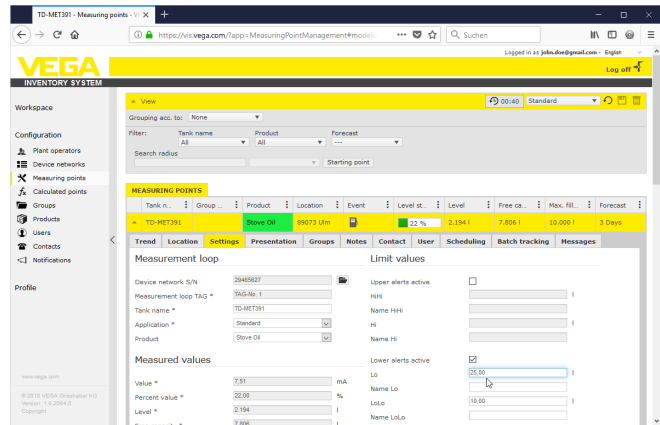 TD-MET391 - Measuring points - VI
https://vis.vega.com/?app=MeasuringPointManagement#modeli
Suchen
Logged in as john.doe@gmail.com - English
VEGA
Log off
INVENTORY SYSTEM
Workspace
Configuration
Plant operators
Device networks
Measuring points
Calculated points
Groups
Products
Users
Contacts
Notifications
Profile
www.vega.com
Version
Copyright
View
00:40
Standard
Grouping acc. to: None
Filter: Tank name Product Forecast
All All ---
Search radius
Starting point
MEASURING POINTS
Tank n... Group ... Product Location Event Level st... Level Free ca... Max. fill... Forecast
TD-MET391 Stove Oil 89073 Ulm 22 % 2.194 l 7.806 l 10.000 l 3 Days
Trend Location Settings Presentation Groups Notes Contact User Scheduling Batch tracking Messages
Measurement loop
Device network S/N 29465627
Measurement loop TAG * TAG-No. 1
Tank name * TD-MET391
Application * Standard
Product Stove Oil
Measured values
Value * 7,51 mA
Percent value * 22,00 %
Level * 2.194 l
Free capacity * 7.806 l
Limit values
Upper alerts active
HiHi l
Name HiHi
Hi l
Name Hi
Lower alerts active
Lo 25,00 l
Name Lo
LoLo 10,00 l
Name LoLo